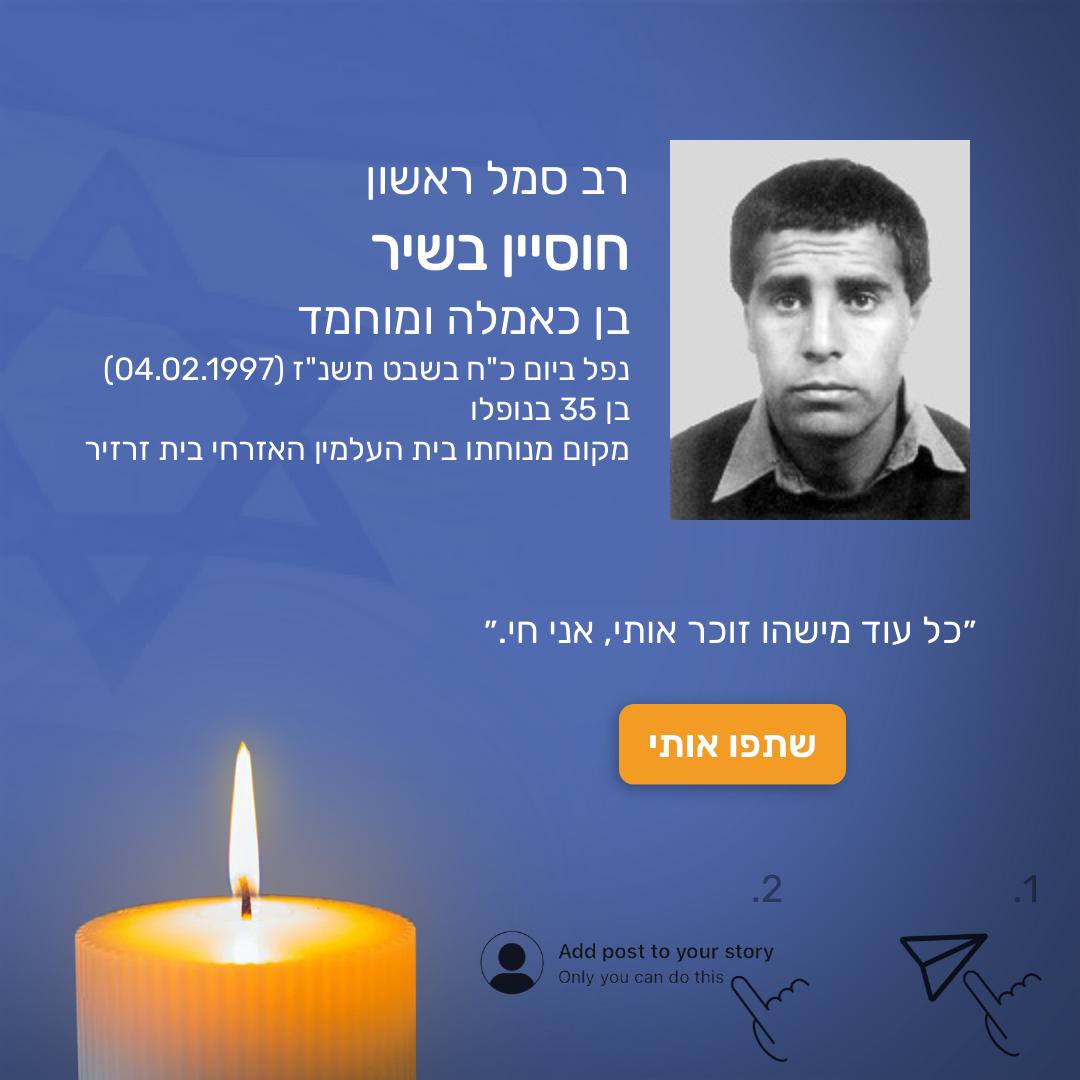 רב סמל ראשון
חוסיין בשיר
בן כאמלה ומוחמד
נפל ביום כ"ח בשבט תשנ"ז (04.02.1997)
בן 35 בנופלו
מקום מנוחתו בית העלמין האזרחי בית זרזיר
״כל עוד מישהו זוכר אותי, אני חי.״
שתפו אותי
1.
2.
Add post to your story
Only you can do this